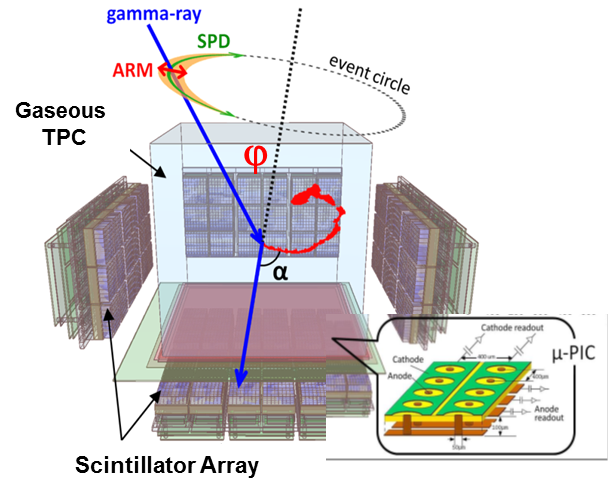 gamma-ray
SPD
ARM
event circle
Gaseous
TPC
φ
α
Cathode readout
400 um
μ-PIC
Cathode
Anode
400μm
Anode
readout
100μm
50μm
Scintillator Array